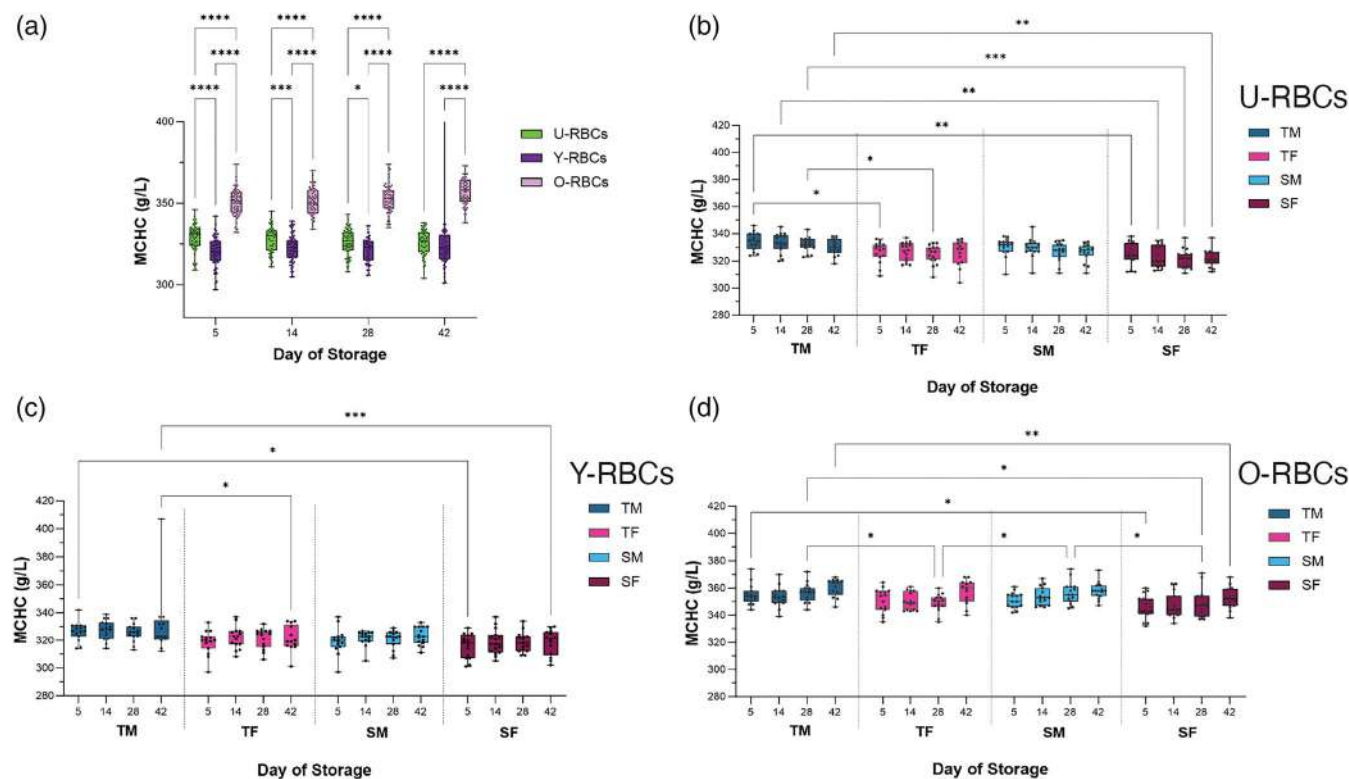 (a)
**** **** ****
**** **** **** ****
**** *** * ****
400
350
300
MCHC (g/L)
5 14 28 42
Day of Storage
U-RBCs
Y-RBCs
O-RBCs
(b)
**
***
**
**
*
*
U-RBCs
TM
TF
SM
SF
420
400
380
360
340
320
300
280
MCHC (g/L)
5 14 28 42 5 14 28 42 5 14 28 42 5 14 28 42
TM TF SM SF
Day of Storage
(c)
***
*
*
Y-RBCs
TM
TF
SM
SF
420
400
380
360
340
320
300
280
MCHC (g/L)
5 14 28 42 5 14 28 42 5 14 28 42 5 14 28 42
TM TF SM SF
Day of Storage
(d)
**
*
*
* * *
O-RBCs
TM
TF
SM
SF
420
400
380
360
340
320
300
280
MCHC (g/L)
5 14 28 42 5 14 28 42 5 14 28 42 5 14 28 42
TM TF SM SF
Day of Storage